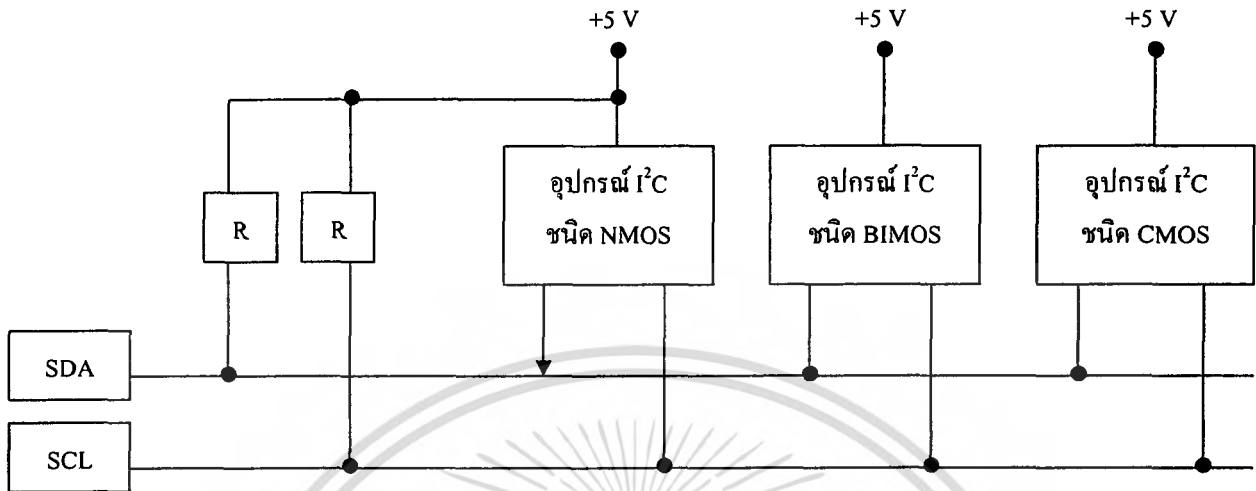 +5 V
+5 V
+5 V
R
R
อุปกรณ์ I²C
ชนิด NMOS
อุปกรณ์ I²C
ชนิด BIMOS
อุปกรณ์ I²C
ชนิด CMOS
SDA
SCL